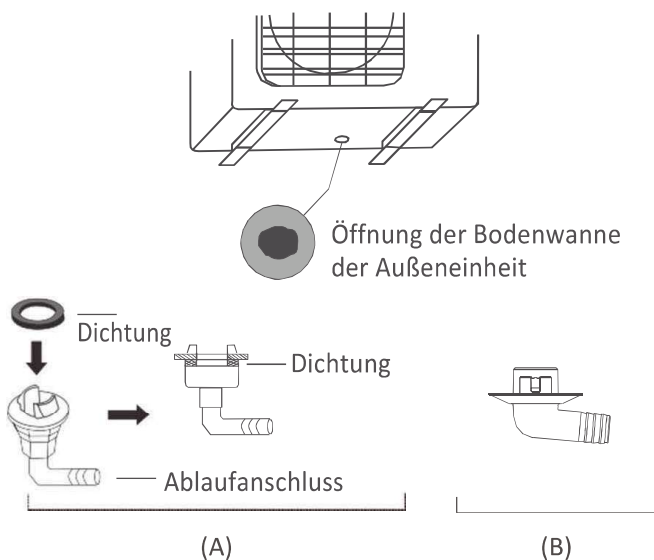 Öffnung der Bodenwanne
der Außeneinheit
Dichtung
Dichtung
Ablaufanschluss
(A)
(B)